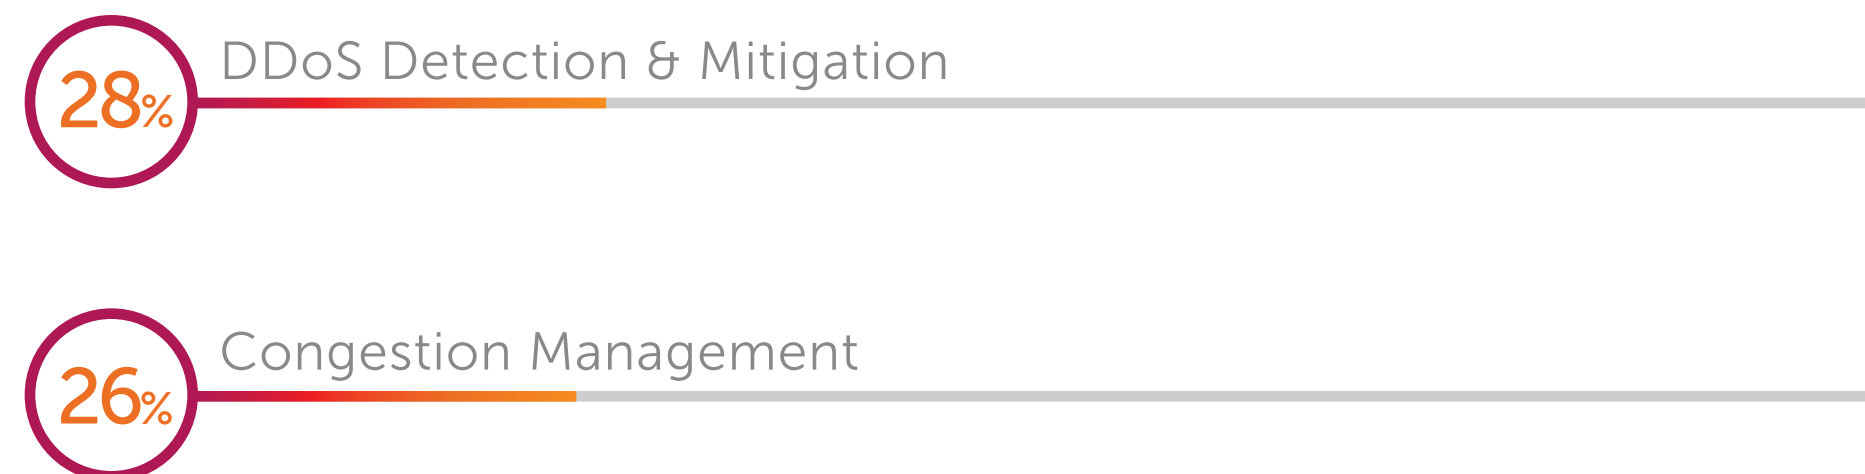 DDoS Detection & Mitigation
28%
Congestion Management
26%